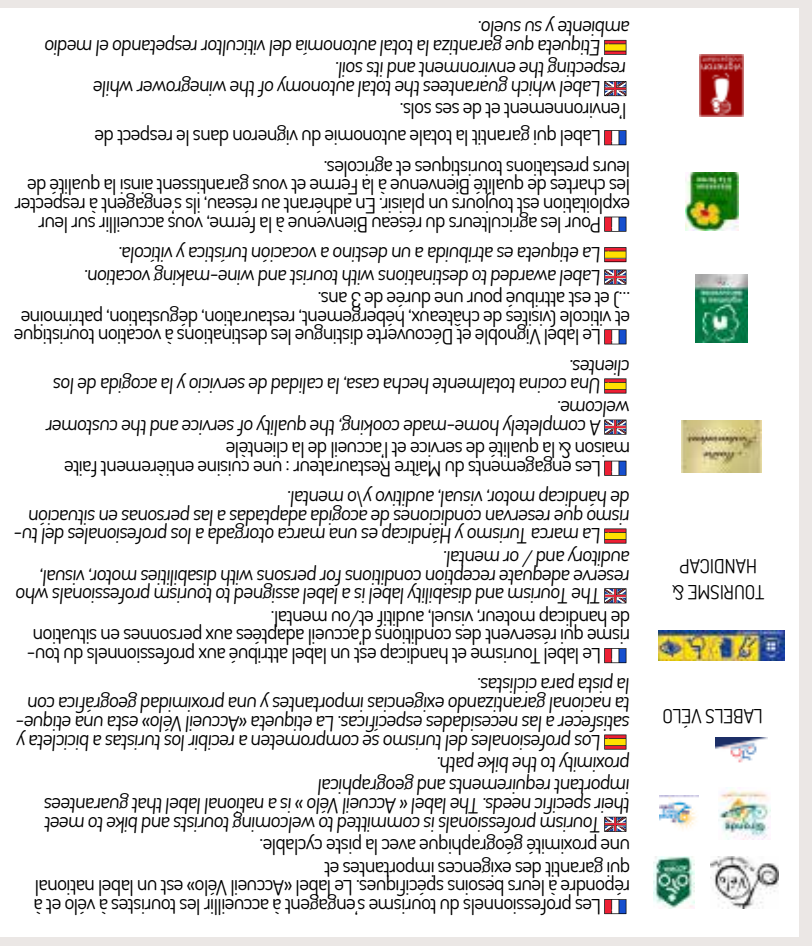 Les professionnels du tourisme s'engagent à accueillir les touristes à vélo et à
répondre à leurs besoins spécifiques. Le label «Accueil Vélo» est un label national
qui garantit des exigences importantes et
une proximité géographique avec la piste cyclable.
Tourism professionals is committed to welcoming tourists and bike to meet
their specific needs. The label « Accueil Vélo » is a national label that guarantees
important requirements and geographical
proximity to the bike path.
Los profesionales del turismo se comprometen a recibir los turistas a bicicleta y
satisfacer a las necesidades específicas. La etiqueta «Accueil Vélo» esta una etique-
ta nacional garantizando exigencias importantes y una proximidad geográfica con
la pista para ciclistas.
Vélo
Gironde
LABELS VÉLO
Le label Tourisme et handicap est un label attribué aux professionnels du tou-
risme qui réservent des conditions d'accueil adaptées aux personnes en situation
de handicap moteur, visuel, auditif et/ou mental.
The Tourism and disability label is a label assigned to tourism professionals who
reserve adequate reception conditions for persons with disabilities motor, visual,
auditory and / or mental.
La marca Turismo y Hándicap es una marca otorgada a los profesionales del tu-
rismo que reservan condiciones de acogida adaptadas a las personas en situación
de handicap motor, visual, auditivo y\o mental.
TOURISME &
HANDICAP
Les engagements du Maître Restaurateur : une cuisine entièrement faite
maison & la qualité de service et l'accueil de la clientèle
A completely home-made cooking, the quality of service and the customer
welcome.
Una cocina totalmente hecha casa, la calidad de servicio y la acogida de los
clientes.
Maître
Restaurateur
Le label Vignoble et Découverte distingue les destinations à vocation touristique
et viticole (visites de châteaux, hébergement, restauration, dégustation, patrimoine
...) et est attribué pour une durée de 3 ans.
Label awarded to destinations with tourist and wine-making vocation.
La etiqueta es atribuida a un destino a vocación turística y viticla.
Vignobles &
Découvertes
Pour les agriculteurs du réseau Bienvenue à la ferme, vous accueillir sur leur
exploitation est toujours un plaisir. En adhérant au réseau, ils s'engagent à respecter
les chartes de qualité Bienvenue à la Ferme et vous garantissent ainsi la qualité de
leurs prestations touristiques et agricoles.
Bienvenue
à la ferme
Label qui garantit la totale autonomie du vigneron dans le respect de
l'environnement et de ses sols.
Label which guarantees the total autonomy of the winegrower while
respecting the environment and its soil.
Etiqueta que garantiza la total autonomía del viticultor respetando el medio
ambiente y su suelo.
vigneron